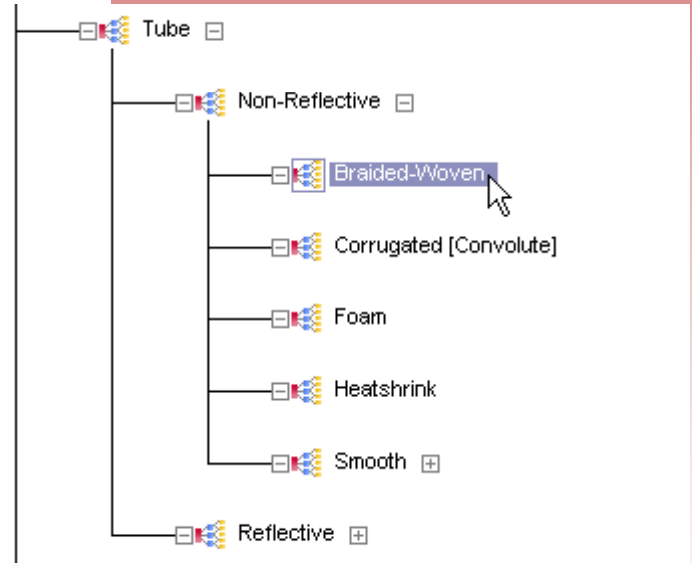 Tube
Non-Reflective
Braided-Woven
Corrugated [Convolute]
Foam
Heatshrink
Smooth
Reflective